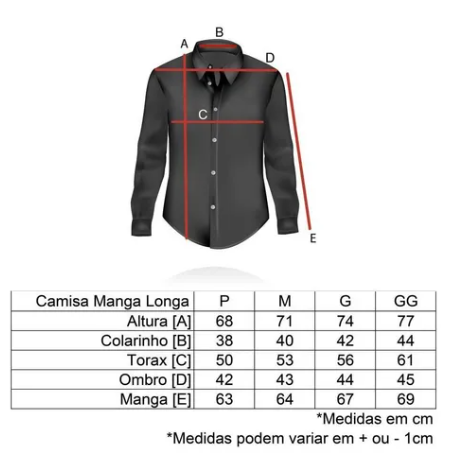 B
A
D
C
E
Camisa Manga Longa P M G GG
Altura [A] 68 71 74 77
Colarinho [B] 38 40 42 44
Torax [C] 50 53 56 61
Ombro [D] 42 43 44 45
Manga [E] 63 64 67 69
*Medidas em cm
*Medidas podem variar em + ou - 1cm